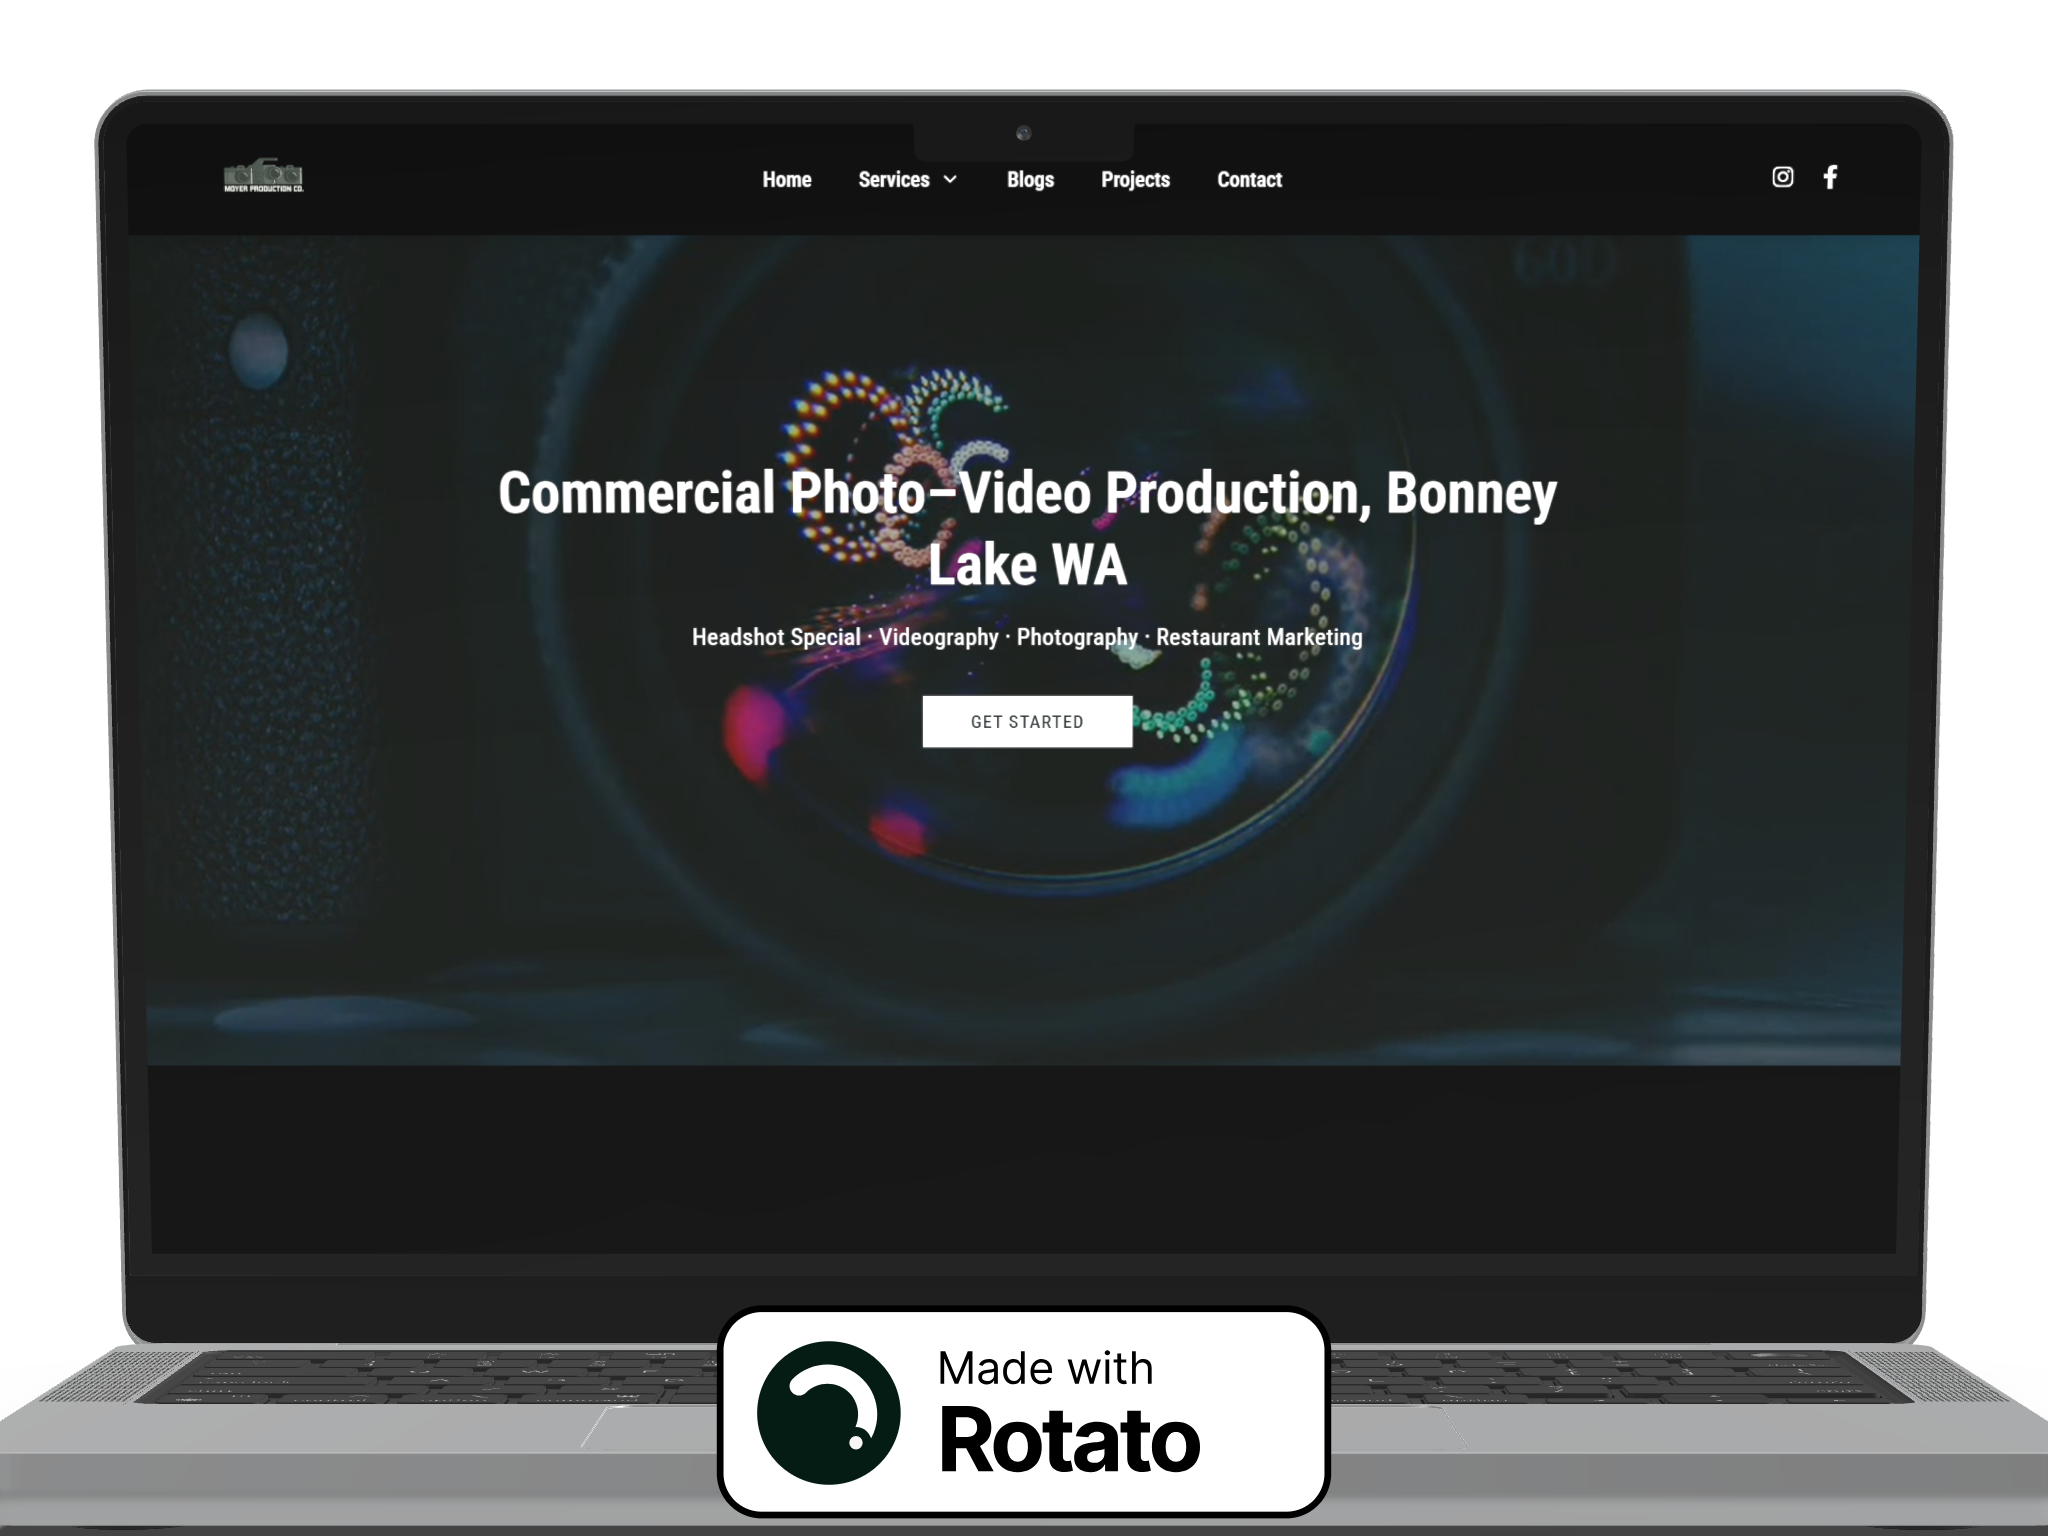 MOYER PRODUCTION CO.
Home Services Blogs Projects Contact
60D
Commercial Photo–Video Production, Bonney
Lake WA
Headshot Special · Videography · Photography · Restaurant Marketing
GET STARTED
Made with
Rotato